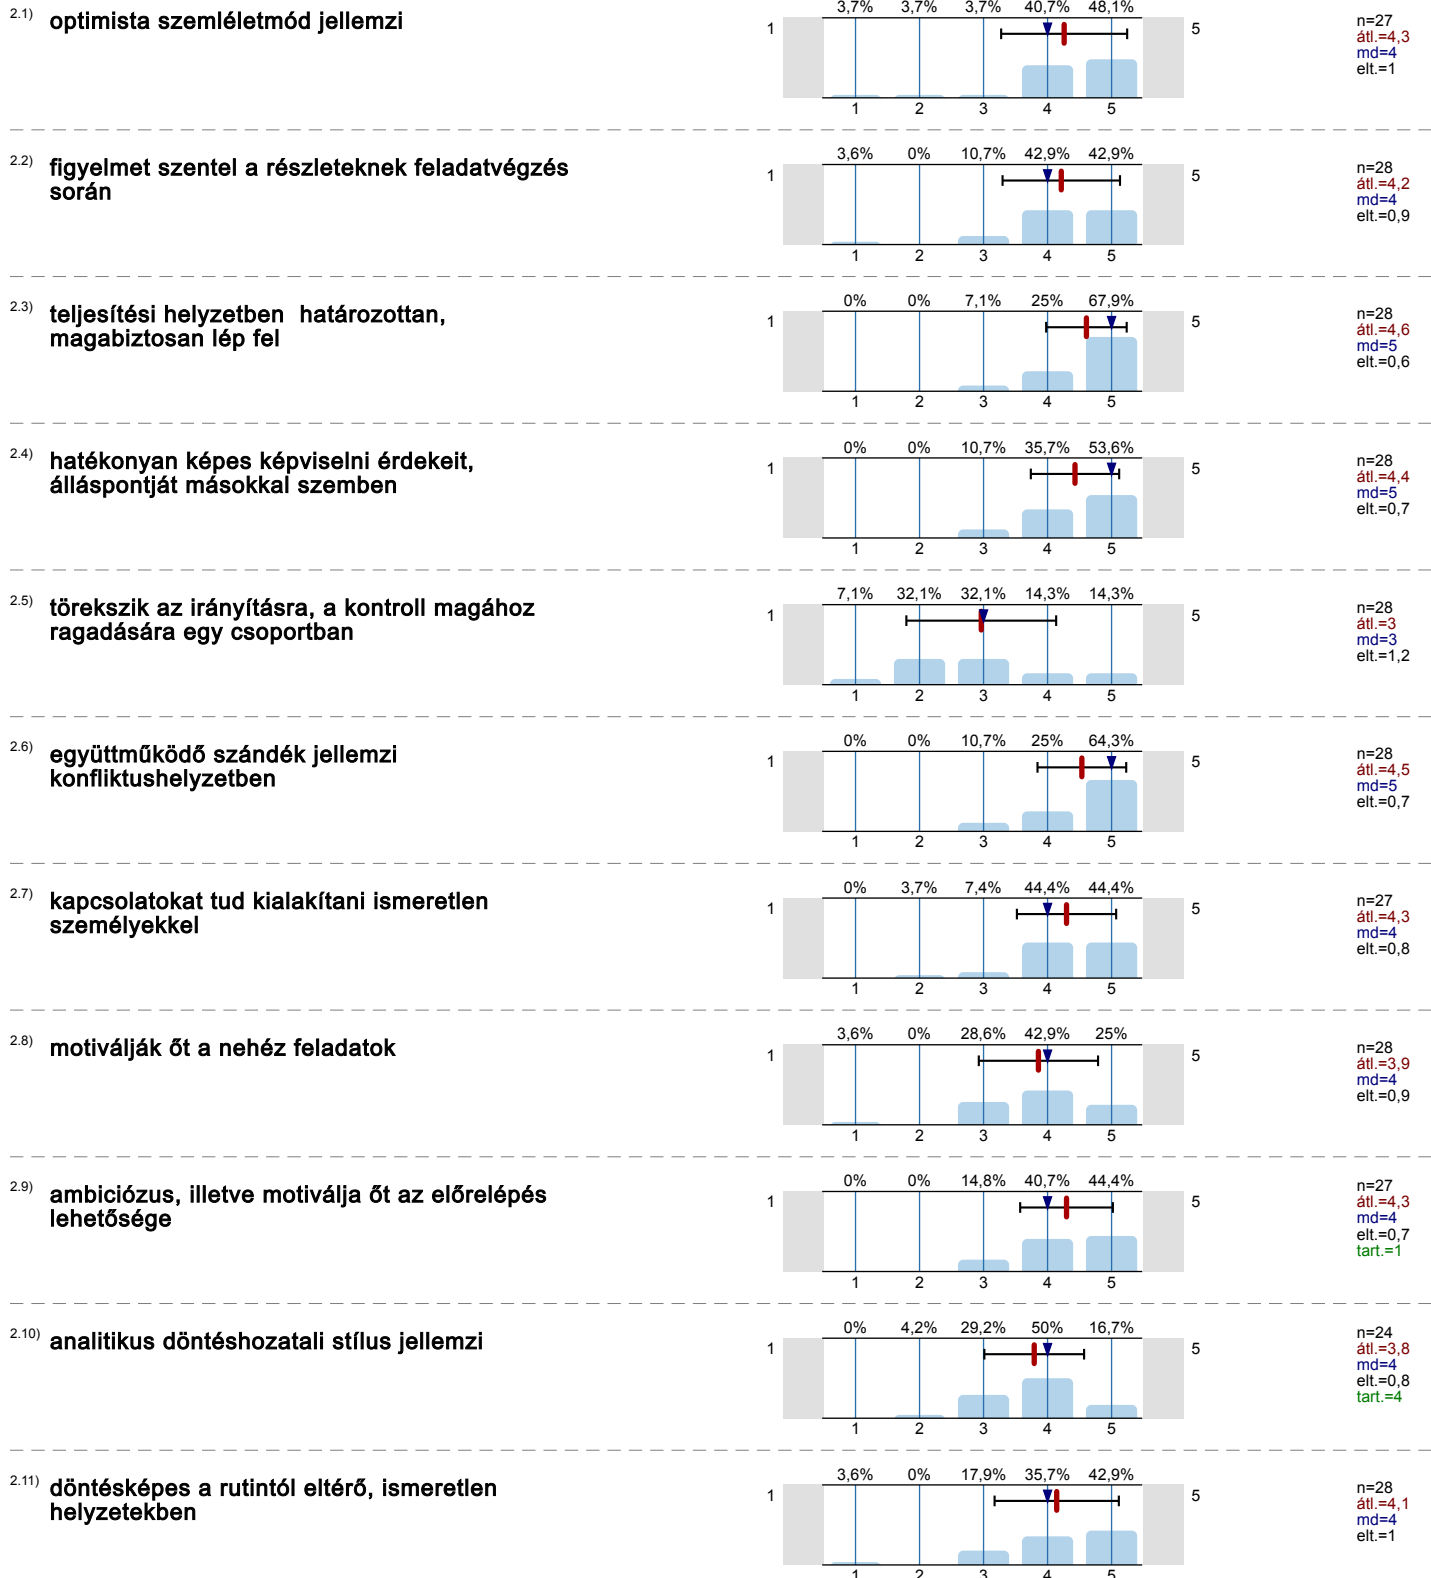 2.1) optimista szemléletmód jellemzi
3,7% 3,7% 3,7% 40,7% 48,1%
1 5
1 2 3 4 5
n=27
átl.=4,3
md=4
elt.=1
2.2) figyelmet szentel a részleteknek feladatvégzés
során
3,6% 0% 10,7% 42,9% 42,9%
1 5
1 2 3 4 5
n=28
átl.=4,2
md=4
elt.=0,9
2.3) teljesítési helyzetben határozottan,
magabiztosan lép fel
0% 0% 7,1% 25% 67,9%
1 5
1 2 3 4 5
n=28
átl.=4,6
md=5
elt.=0,6
2.4) hatékonyan képes képviselni érdekeit,
álláspontját másokkal szemben
0% 0% 10,7% 35,7% 53,6%
1 5
1 2 3 4 5
n=28
átl.=4,4
md=5
elt.=0,7
2.5) törekszik az irányításra, a kontroll magához
ragadására egy csoportban
7,1% 32,1% 32,1% 14,3% 14,3%
1 5
1 2 3 4 5
n=28
átl.=3
md=3
elt.=1,2
2.6) együttműködő szándék jellemzi
konfliktushelyzetben
0% 0% 10,7% 25% 64,3%
1 5
1 2 3 4 5
n=28
átl.=4,5
md=5
elt.=0,7
2.7) kapcsolatokat tud kialakítani ismeretlen
személyekkel
0% 3,7% 7,4% 44,4% 44,4%
1 5
1 2 3 4 5
n=27
átl.=4,3
md=4
elt.=0,8
2.8) motiválják őt a nehéz feladatok
3,6% 0% 28,6% 42,9% 25%
1 5
1 2 3 4 5
n=28
átl.=3,9
md=4
elt.=0,9
2.9) ambiciózus, illetve motiválja őt az előrelépés
lehetősége
0% 0% 14,8% 40,7% 44,4%
1 5
1 2 3 4 5
n=27
átl.=4,3
md=4
elt.=0,7
tart.=1
2.10) analitikus döntéshozatali stílus jellemzi
0% 4,2% 29,2% 50% 16,7%
1 5
1 2 3 4 5
n=24
átl.=3,8
md=4
elt.=0,8
tart.=4
2.11) döntésképes a rutintól eltérő, ismeretlen
helyzetekben
3,6% 0% 17,9% 35,7% 42,9%
1 5
1 2 3 4 5
n=28
átl.=4,1
md=4
elt.=1